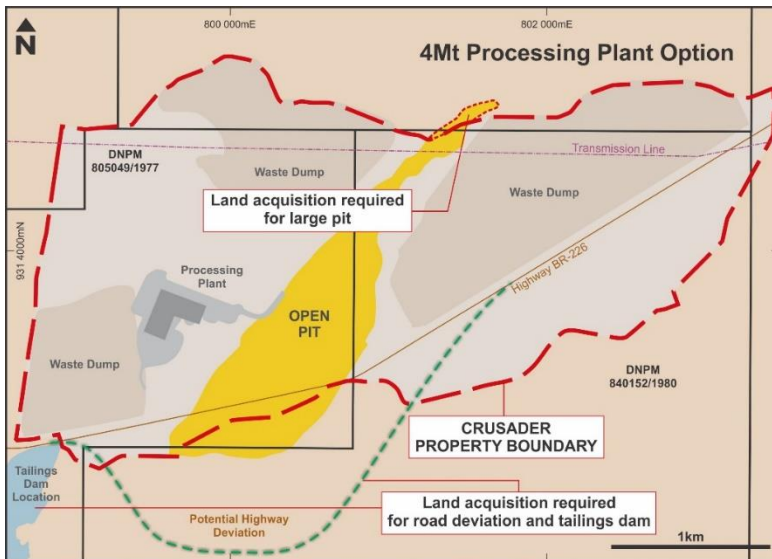 800 000mE
802 000mE
N
4Mt Processing Plant Option
DNPM
805049/1977
Transmission Line
Waste Dump
Waste Dump
Land acquisition required
for large pit
931 4000mN
Processing
Plant
Highway BR-226
OPEN
PIT
Waste Dump
DNPM
840152/1980
CRUSADER
PROPERTY BOUNDARY
Tailings
Dam
Location
Land acquisition required
for road deviation and tailings dam
Potential Highway
Deviation
1km